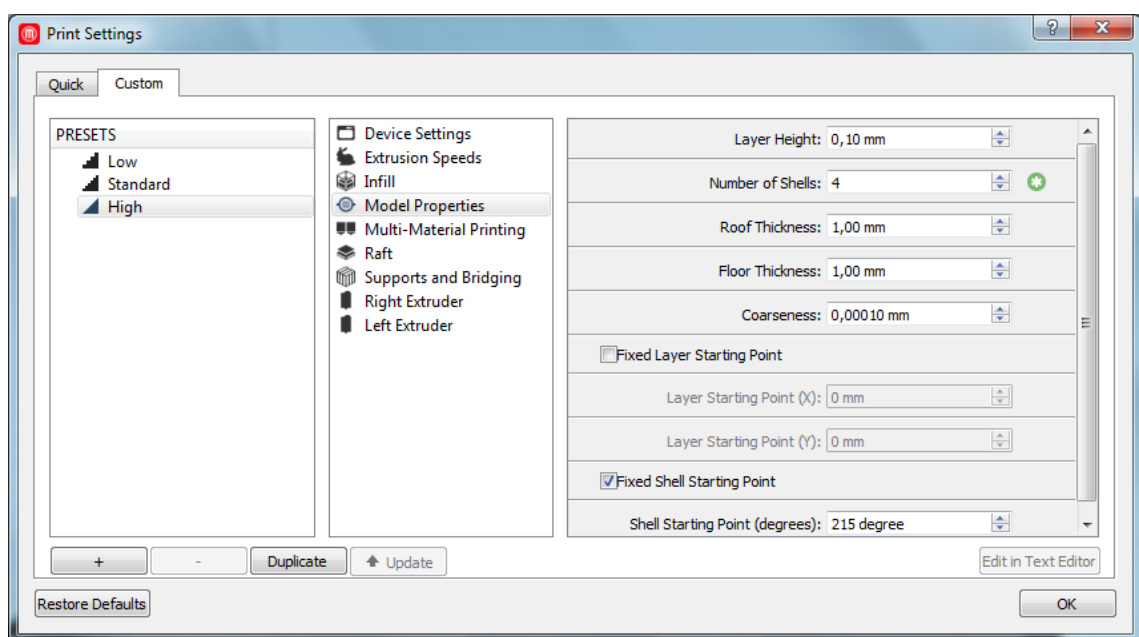 Print Settings
Quick Custom
PRESETS
Low
Standard
High
Device Settings
Extrusion Speeds
Infill
Model Properties
Multi-Material Printing
Raft
Supports and Bridging
Right Extruder
Left Extruder
Layer Height: 0,10 mm
Number of Shells: 4
Roof Thickness: 1,00 mm
Floor Thickness: 1,00 mm
Coarseness: 0,00010 mm
Fixed Layer Starting Point
Layer Starting Point (X): 0 mm
Layer Starting Point (Y): 0 mm
Fixed Shell Starting Point
Shell Starting Point (degrees): 215 degree
+ - Duplicate Update Edit in Text Editor
Restore Defaults OK